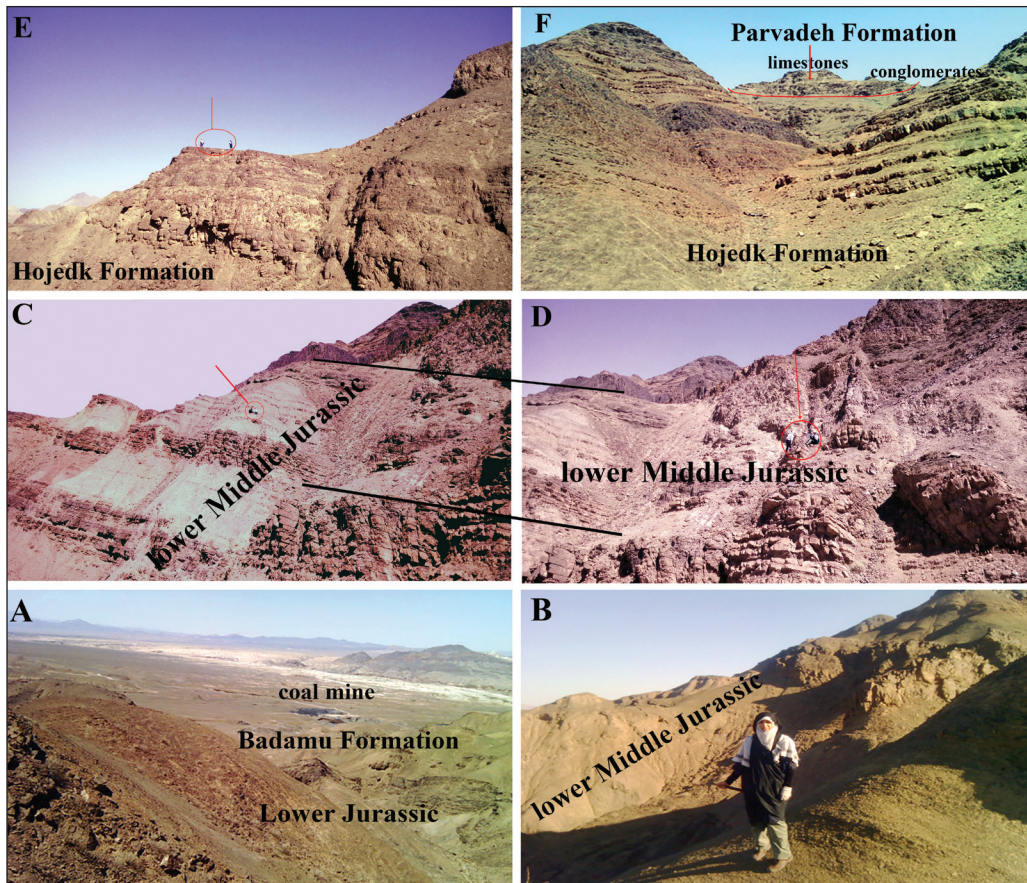 E
Hojedk Formation
F
Parvadeh Formation
limestones
conglomerates
Hojedk Formation
C
lower Middle Jurassic
D
lower Middle Jurassic
A
coal mine
Badamu Formation
Lower Jurassic
B
lower Middle Jurassic